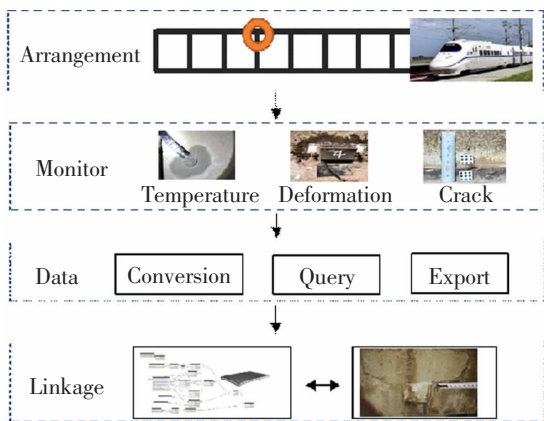 Arrangement
Monitor
Temperature Deformation Crack
Data
Conversion Query Export
Linkage